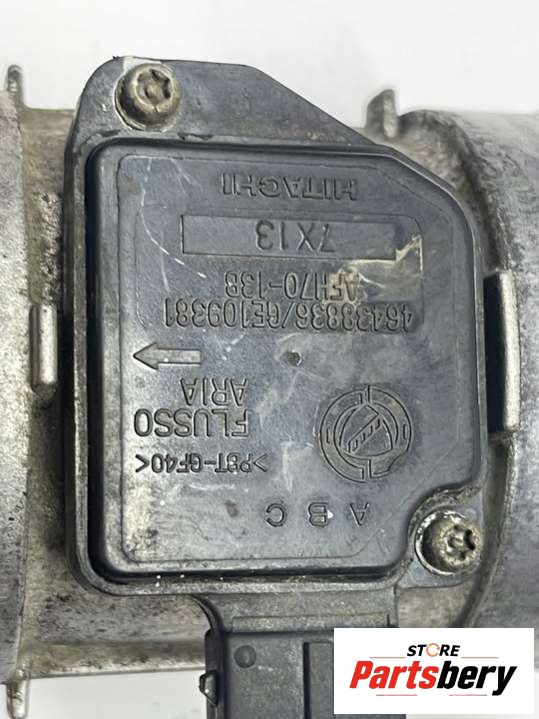 HITACHI
7X13
AFH70-13B
46438836/GE109381
FLUSSO
ARIA
>PBT-GF40<
A B C
STORE
Partsbery